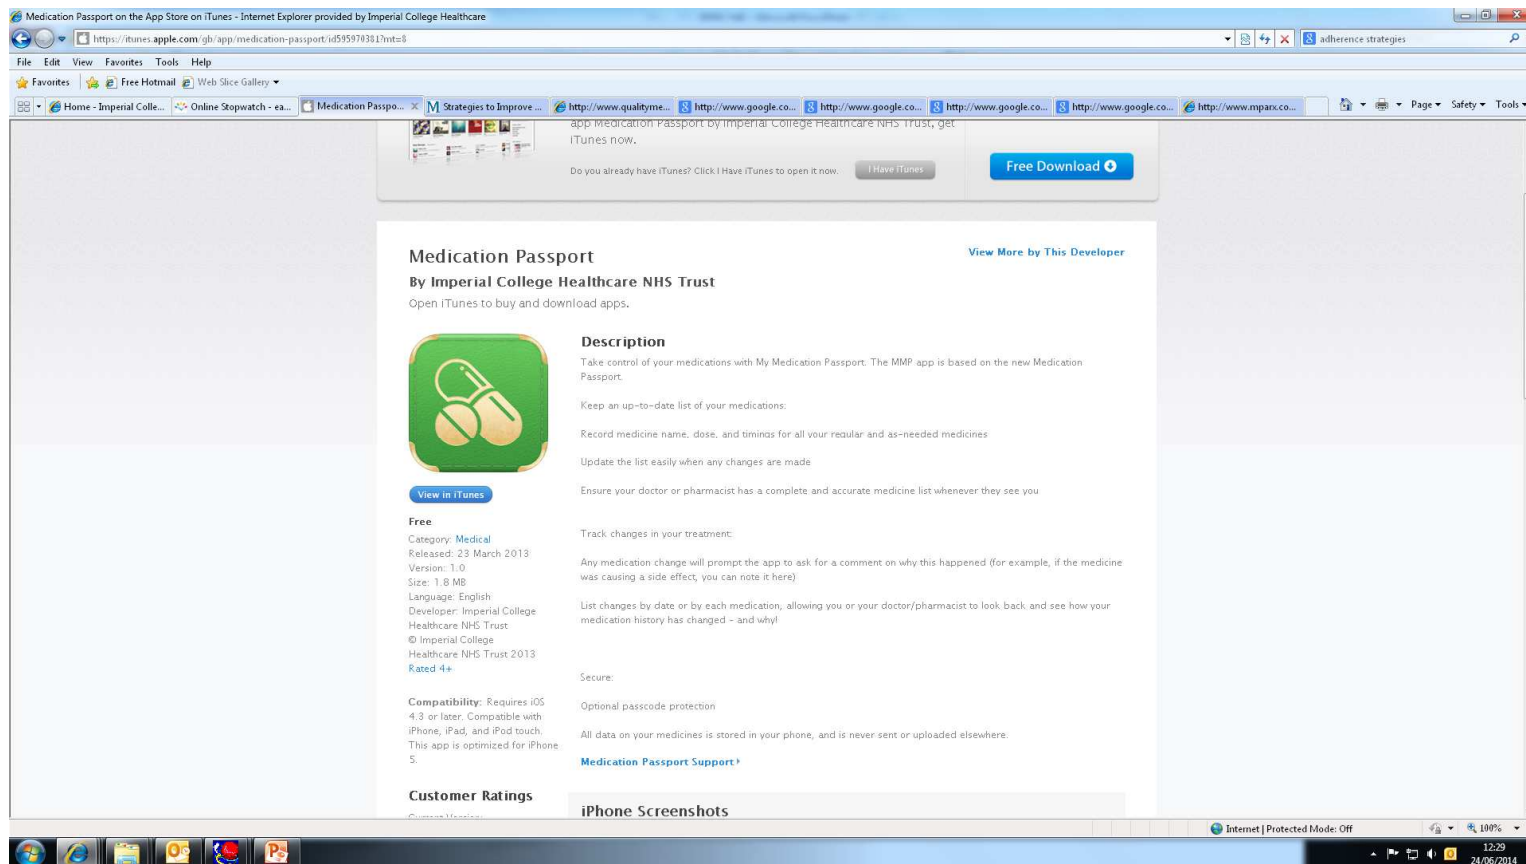 Medication Passport on the App Store on iTunes - Internet Explorer provided by Imperial College Healthcare
https://itunes.apple.com/gb/app/medication-passport/id595970381?mt=8
adherence strategies
File Edit View Favorites Tools Help
Favorites Free Hotmail Web Slice Gallery
Home - Imperial Colle... Online Stopwatch - ea... Medication Passpo... Strategies to Improve ... http://www.qualityme... http://www.google.co... http://www.google.co... http://www.google.co... http://www.google.co... http://www.mparx.co... Page Safety Tools
app Medication Passport by Imperial College Healthcare NHS Trust, get
iTunes now.
Do you already have iTunes? Click I Have iTunes to open it now.
I Have iTunes
Free Download
Medication Passport
View More by This Developer
By Imperial College Healthcare NHS Trust
Open iTunes to buy and download apps.
View in iTunes
Free
Category: Medical
Released: 23 March 2013
Version: 1.0
Size: 1.8 MB
Language: English
Developer: Imperial College
Healthcare NHS Trust
© Imperial College
Healthcare NHS Trust 2013
Rated 4+
Compatibility: Requires iOS
4.3 or later. Compatible with
iPhone, iPad, and iPod touch.
This app is optimized for iPhone
5.
Customer Ratings
Current Version:
Description
Take control of your medications with My Medication Passport. The MMP app is based on the new Medication
Passport.
Keep an up-to-date list of your medications:
Record medicine name, dose, and timings for all your regular and as-needed medicines
Update the list easily when any changes are made
Ensure your doctor or pharmacist has a complete and accurate medicine list whenever they see you
Track changes in your treatment:
Any medication change will prompt the app to ask for a comment on why this happened (for example, if the medicine
was causing a side effect, you can note it here)
List changes by date or by each medication, allowing you or your doctor/pharmacist to look back and see how your
medication history has changed – and why!
Secure:
Optional passcode protection
All data on your medicines is stored in your phone, and is never sent or uploaded elsewhere.
Medication Passport Support
iPhone Screenshots
Internet | Protected Mode: Off
100%
12:29
24/06/2014